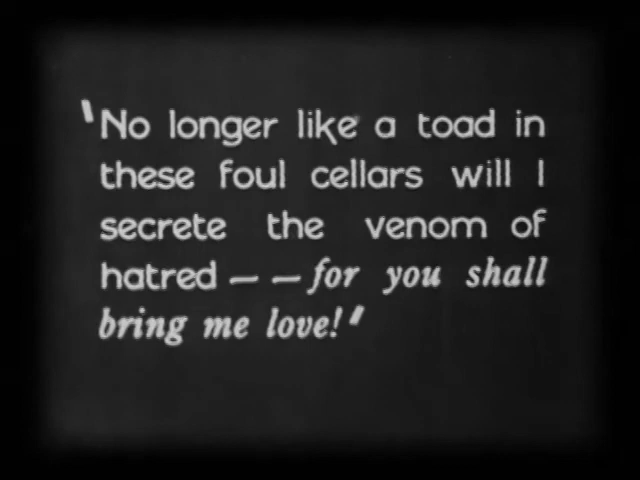 "No longer like a toad in
these foul cellars will I
secrete the venom of
hatred — — for you shall
bring me love!"